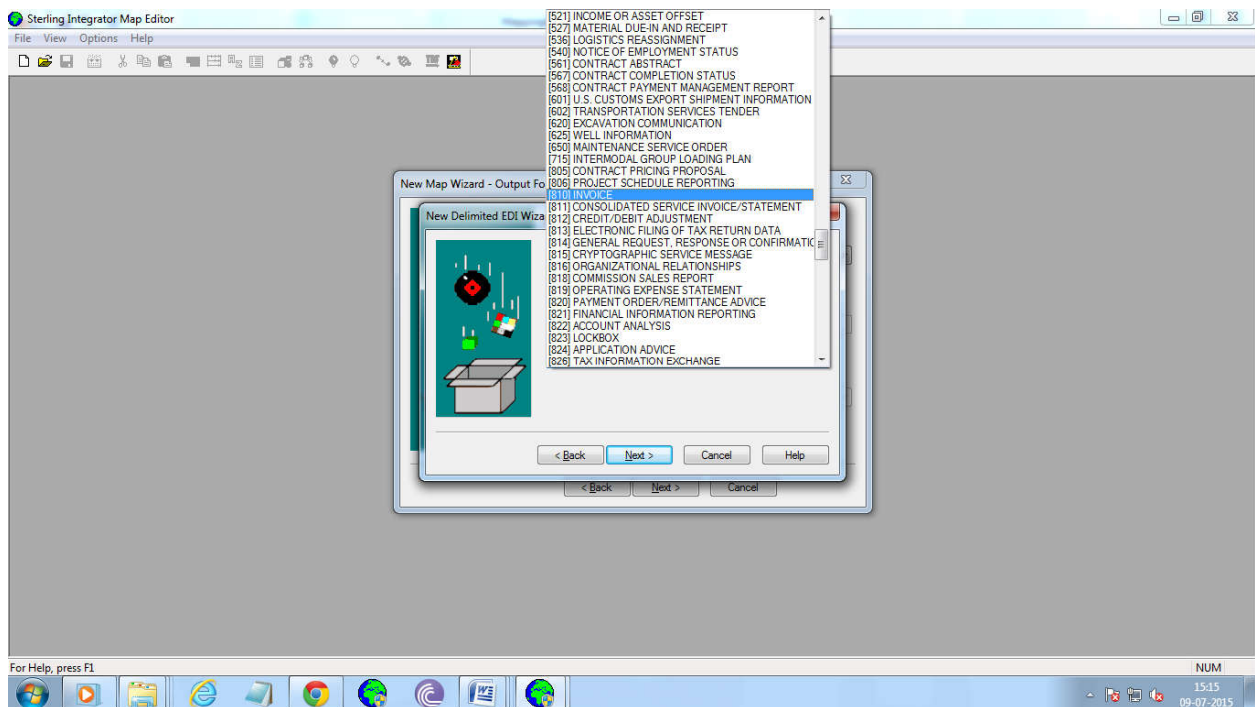 Sterling Integrator Map Editor
File View Options Help
[521] INCOME OR ASSET OFFSET
[527] MATERIAL DUE-IN AND RECEIPT
[536] LOGISTICS REASSIGNMENT
[540] NOTICE OF EMPLOYMENT STATUS
[561] CONTRACT ABSTRACT
[567] CONTRACT COMPLETION STATUS
[568] CONTRACT PAYMENT MANAGEMENT REPORT
[601] U.S. CUSTOMS EXPORT SHIPMENT INFORMATION
[602] TRANSPORTATION SERVICES TENDER
[620] EXCAVATION COMMUNICATION
[625] WELL INFORMATION
[650] MAINTENANCE SERVICE ORDER
[715] INTERMODAL GROUP LOADING PLAN
[805] CONTRACT PRICING PROPOSAL
[806] PROJECT SCHEDULE REPORTING
[810] INVOICE
[811] CONSOLIDATED SERVICE INVOICE/STATEMENT
[812] CREDIT/DEBIT ADJUSTMENT
[813] ELECTRONIC FILING OF TAX RETURN DATA
[814] GENERAL REQUEST, RESPONSE OR CONFIRMATIC
[815] CRYPTOGRAPHIC SERVICE MESSAGE
[816] ORGANIZATIONAL RELATIONSHIPS
[818] COMMISSION SALES REPORT
[819] OPERATING EXPENSE STATEMENT
[820] PAYMENT ORDER/REMITTANCE ADVICE
[821] FINANCIAL INFORMATION REPORTING
[822] ACCOUNT ANALYSIS
[823] LOCKBOX
[824] APPLICATION ADVICE
[826] TAX INFORMATION EXCHANGE
New Map Wizard - Output Fo
New Delimited EDI Wiza
< Back Next > Cancel Help
< Back Next > Cancel
For Help, press F1
NUM
15:15
09-07-2015